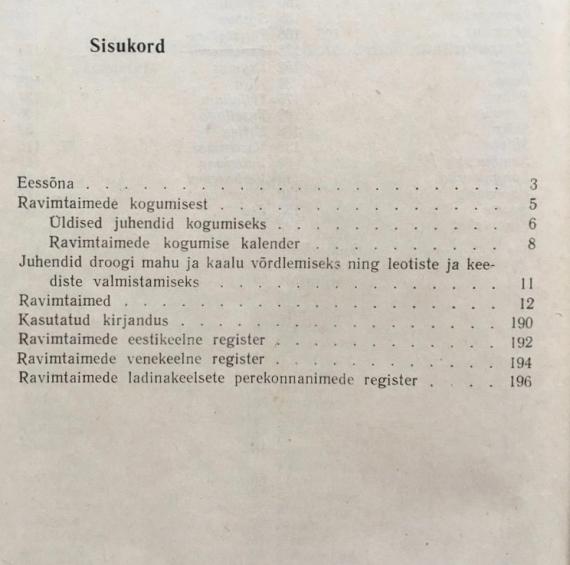 Sisukord
Eessõna . . . . . . . . . . . . . . . . . . . . . . 3
Ravimtaimede kogumisest . . . . . . . . . . . . . . . 5
Üldised juhendid kogumiseks . . . . . . . . . . . . 6
Ravimtaimede kogumise kalender . . . . . . . . . . 8
Juhendid droogi mahu ja kaalu võrdlemiseks ning leotiste ja kee-
diste valmistamiseks . . . . . . . . . . . . . . . 11
Ravimtaimed . . . . . . . . . . . . . . . . . . . . 12
Kasutatud kirjandus . . . . . . . . . . . . . . . . . 190
Ravimtaimede eestikeelne register . . . . . . . . . . . . 192
Ravimtaimede venekeelne register . . . . . . . . . . . . 194
Ravimtaimede ladinakeelsete perekonnanimede register . . . . 196